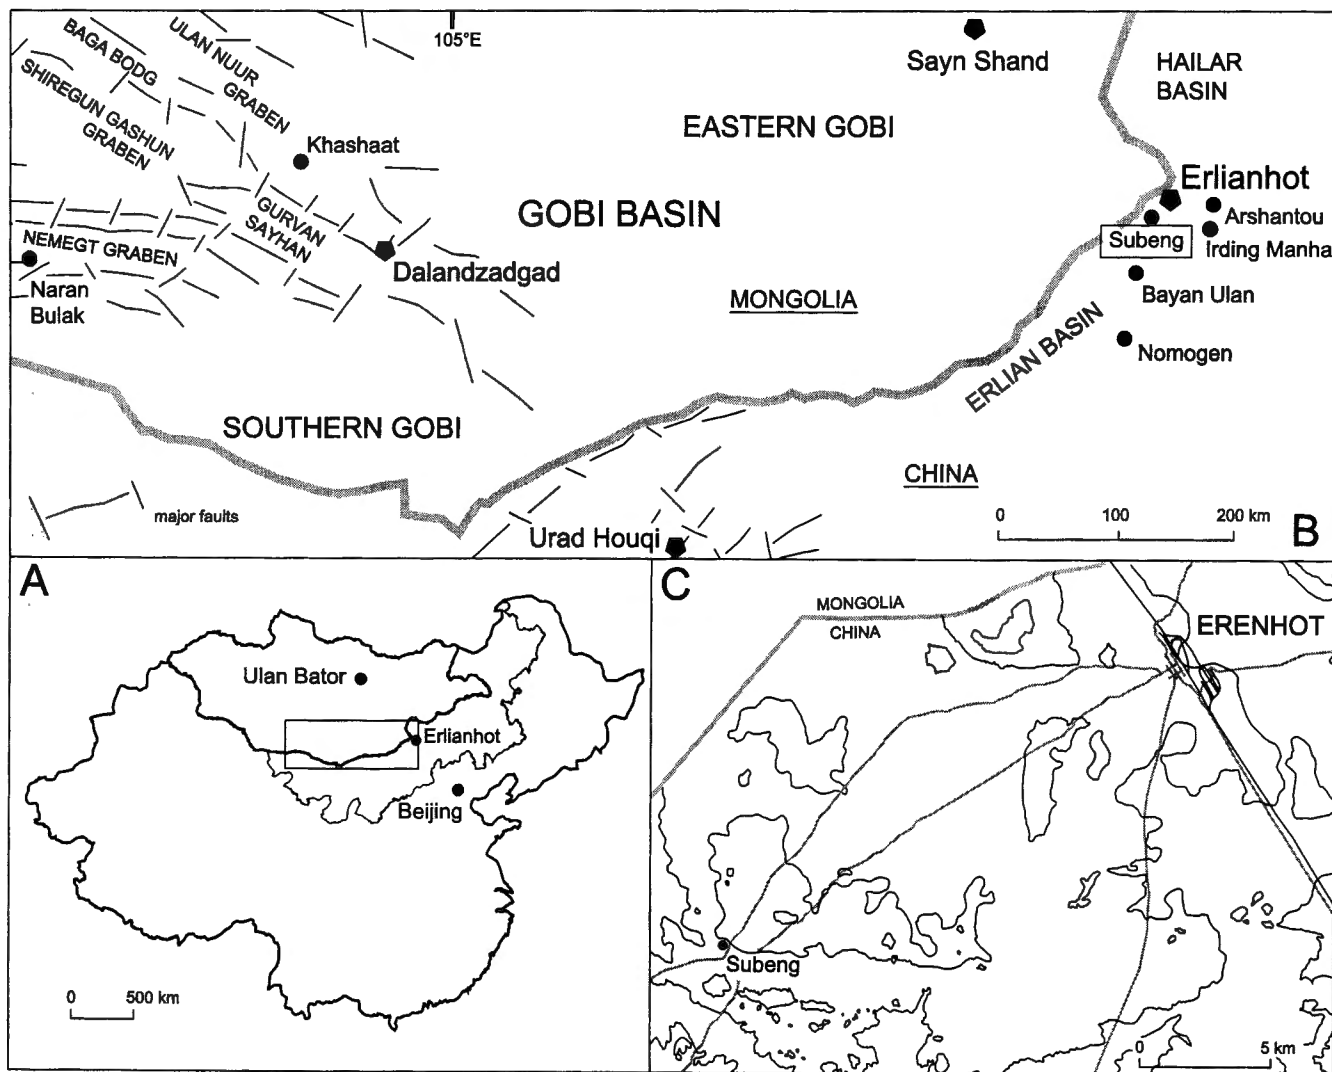 105°E
ULAN NUUR
GRABEN
BAGA BODG
SHIREGUN GASHUN
GRABEN
Khashaat
GURVAN
SAYHAN
NEMEGT GRABEN
Naran
Bulak
Dalandzadgad
GOBI BASIN
EASTERN GOBI
Sayn Shand
HAILAR
BASIN
Erlianhot
Arshantou
Subeng
Irding Manha
Bayan Ulan
MONGOLIA
ERLIAN BASIN
Nomogen
SOUTHERN GOBI
CHINA
major faults
Urad Houqi
0 100 200 km
B
A
Ulan Bator
Erlianhot
Beijing
0 500 km
C
MONGOLIA
CHINA
ERENHOT
Subeng
0 5 km